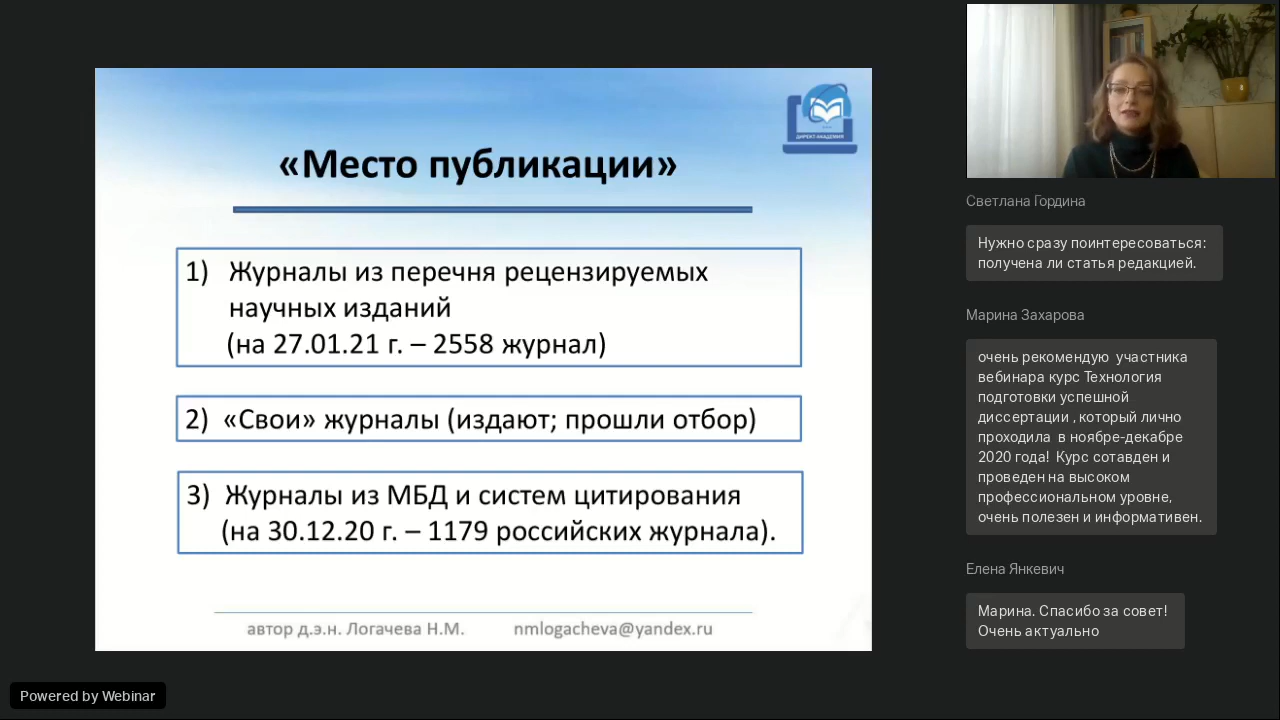 ДИРЕКТ-АКАДЕМИЯ
«Место публикации»
1) Журналы из перечня рецензируемых
научных изданий
(на 27.01.21 г. – 2558 журнал)
2) «Свои» журналы (издают; прошли отбор)
3) Журналы из МБД и систем цитирования
(на 30.12.20 г. – 1179 российских журнала).
автор д.э.н. Логачева Н.М. nmlogacheva@yandex.ru
Светлана Гордина
Нужно сразу поинтересоваться:
получена ли статья редакцией.
Марина Захарова
очень рекомендую участника
вебинара курс Технология
подготовки успешной
диссертации , который лично
проходила в ноябре-декабре
2020 года! Курс сотавден и
проведен на высоком
профессиональном уровне,
очень полезен и информативен.
Елена Янкевич
Марина. Спасибо за совет!
Очень актуально
Powered by Webinar